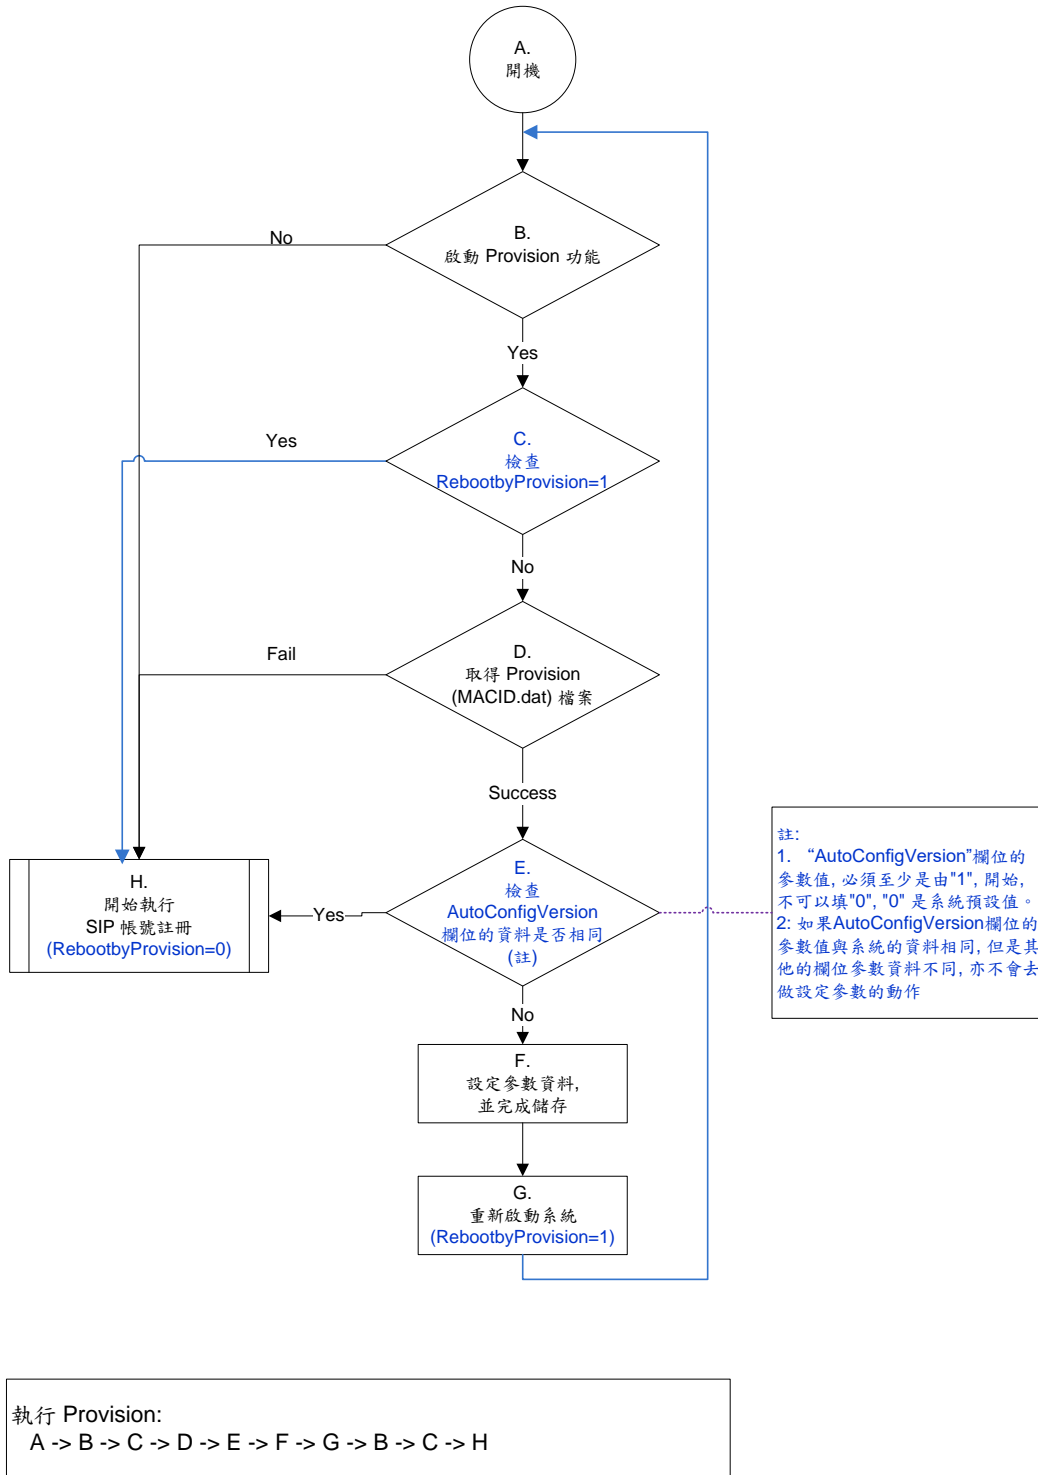 A.
開機
B.
啟動 Provision 功能
No
Yes
C.
檢查
RebootbyProvision=1
Yes
No
D.
取得 Provision
(MACID.dat) 檔案
Fail
Success
E.
檢查
AutoConfigVersion
欄位的資料是否相同
(註)
Yes
No
H.
開始執行
SIP 帳號註冊
(RebootbyProvision=0)
註:
1. “AutoConfigVersion”欄位的
參數值, 必須至少是由"1", 開始,
不可以填"0", "0" 是系統預設值。
2: 如果AutoConfigVersion欄位的
參數值與系統的資料相同, 但是其
他的欄位參數資料不同, 亦不會去
做設定參數的動作
F.
設定參數資料,
並完成儲存
G.
重新啟動系統
(RebootbyProvision=1)
執行 Provision:
A -> B -> C -> D -> E -> F -> G -> B -> C -> H